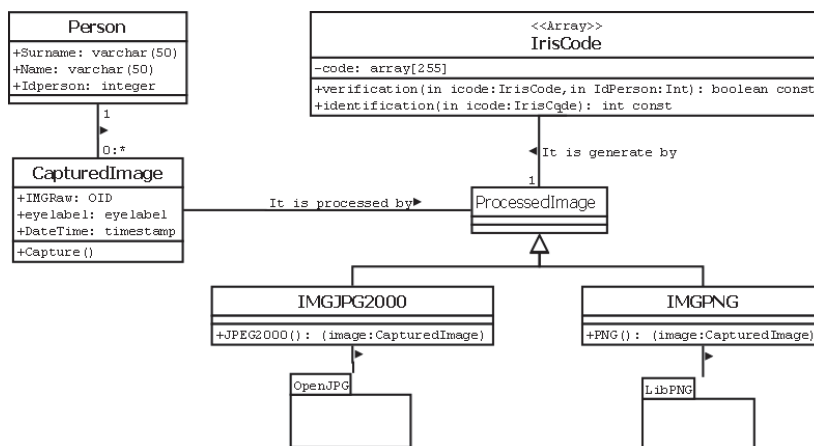 Person
+Surname: varchar(50)
+Name: varchar(50)
+Idperson: integer
1
0:*
CapturedImage
+IMGRaw: OID
+eyelabel: eyelabel
+DateTime: timestamp
+Capture()
It is processed by
<<Array>>
IrisCode
-code: array[255]
+verification(in icode:IrisCode,in IdPerson:Int): boolean const
+identification(in icode:IrisCode): int const
It is generate by
1
ProcessedImage
IMGJPG2000
+JPEG2000(): (image:CapturedImage)
OpenJPG
IMGPNG
+PNG(): (image:CapturedImage)
LibPNG